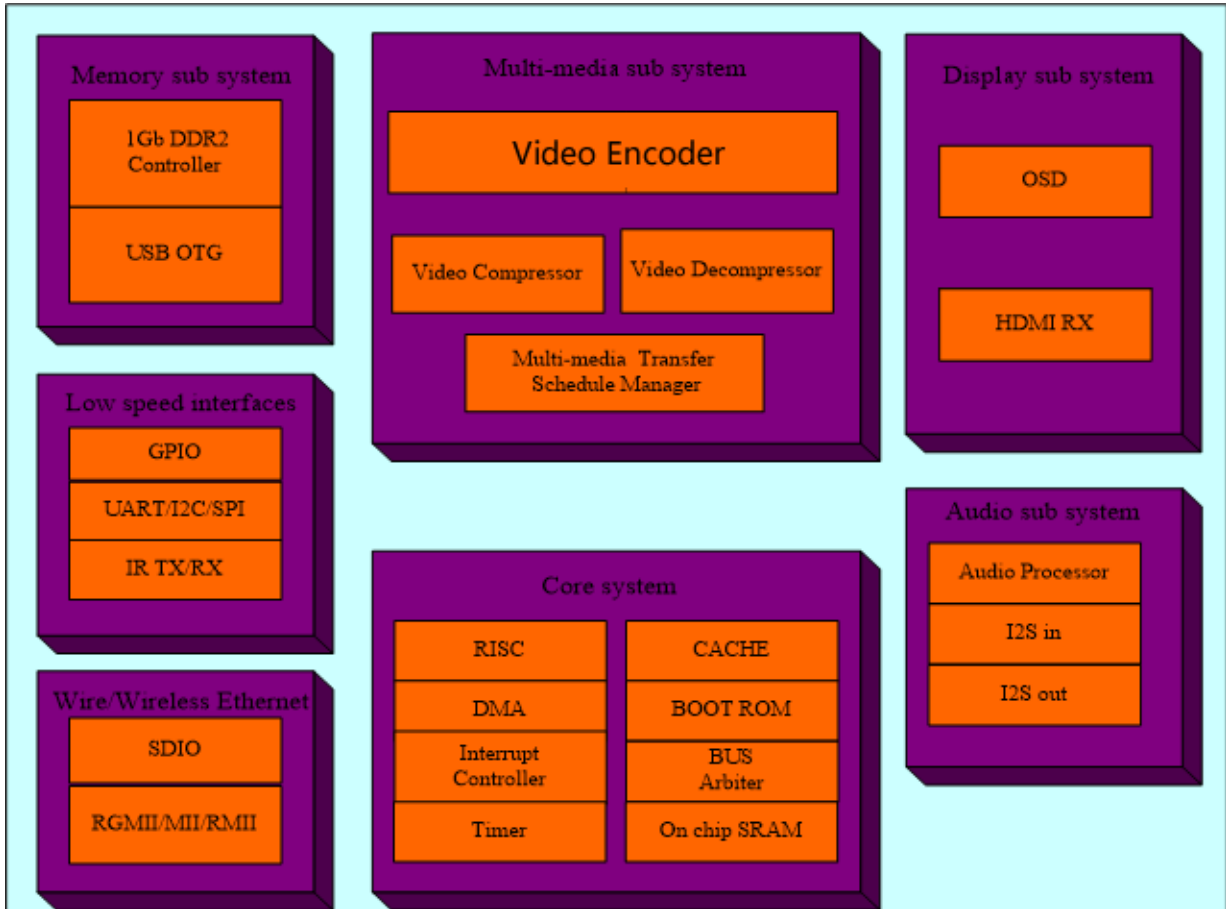 Memory sub system
1Gb DDR2
Controller
USB OTG
Multi-media sub system
Video Encoder
Video Compressor
Video Decompressor
Multi-media Transfer
Schedule Manager
Display sub system
OSD
HDMI RX
Low speed interfaces
GPIO
UART/I2C/SPI
IR TX/RX
Wire/Wireless Ethernet
SDIO
RGMII/MII/RMII
Core system
RISC
DMA
Interrupt
Controller
Timer
CACHE
BOOT ROM
BUS
Arbiter
On chip SRAM
Audio sub system
Audio Processor
I2S in
I2S out